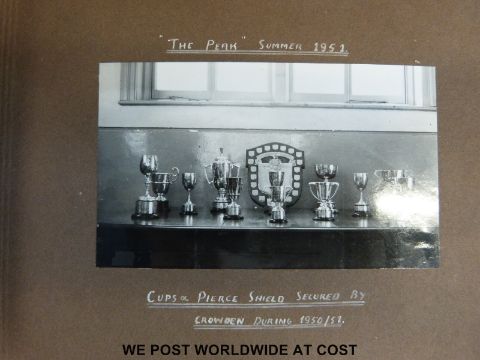 "THE PEAK" SUMMER 1951.
CUPS & PIERCE SHIELD SECURED BY
CROWDEN DURING 1950/51.
WE POST WORLDWIDE AT COST